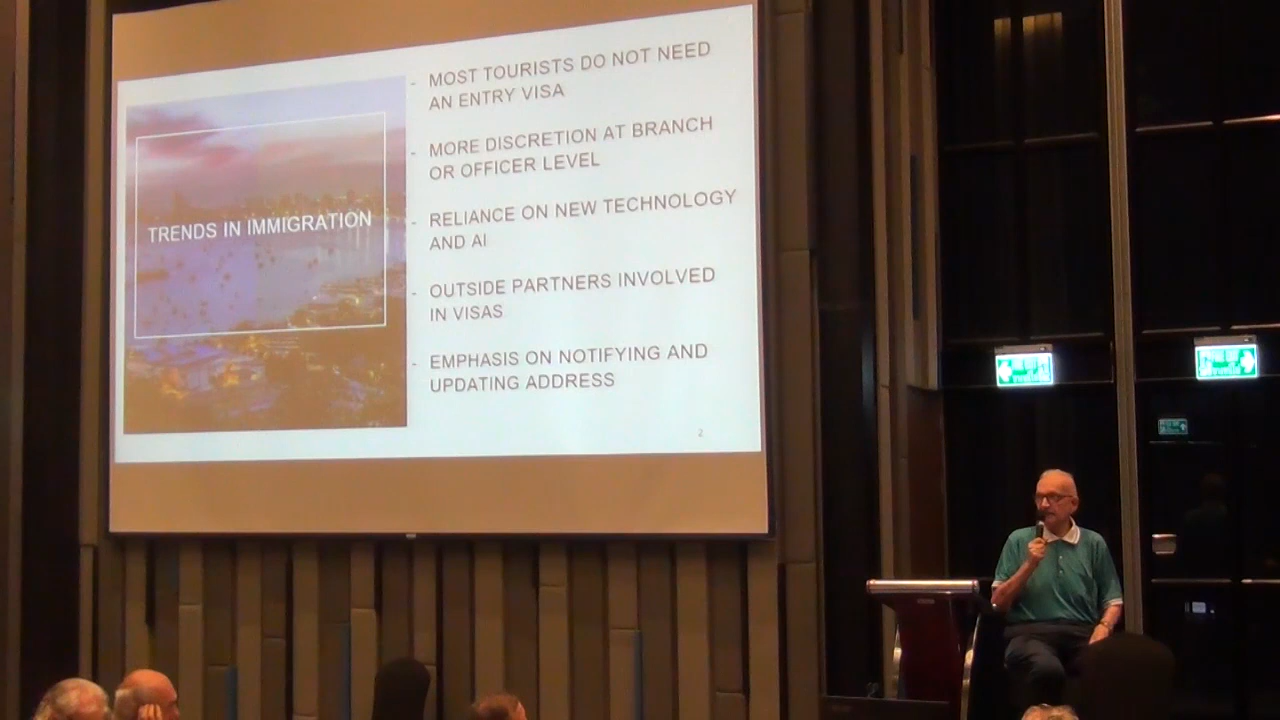 TRENDS IN IMMIGRATION
- MOST TOURISTS DO NOT NEED
AN ENTRY VISA
- MORE DISCRETION AT BRANCH
OR OFFICER LEVEL
- RELIANCE ON NEW TECHNOLOGY
AND AI
- OUTSIDE PARTNERS INVOLVED
IN VISAS
- EMPHASIS ON NOTIFYING AND
UPDATING ADDRESS
2